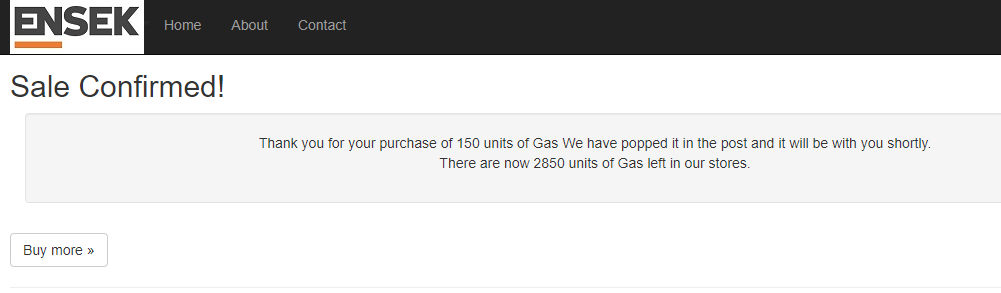 ENSEK
Home About Contact
Sale Confirmed!
Thank you for your purchase of 150 units of Gas We have popped it in the post and it will be with you shortly.
There are now 2850 units of Gas left in our stores.
Buy more »